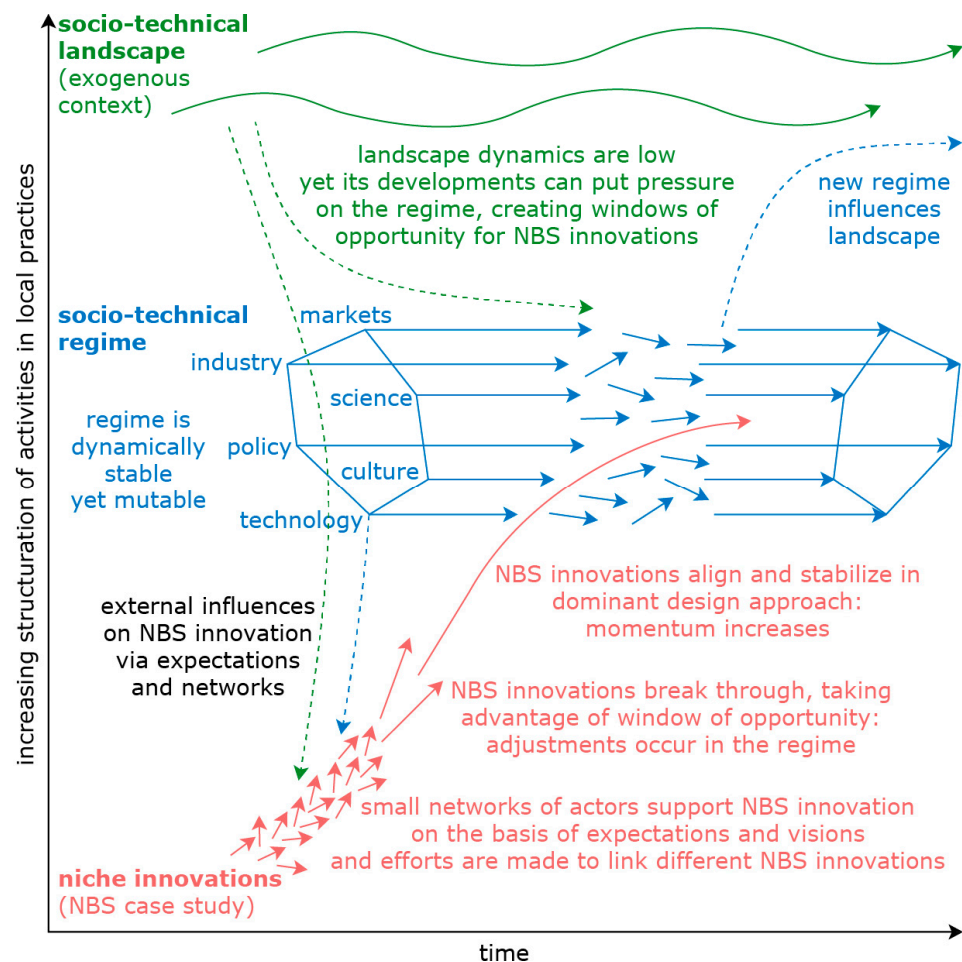 socio-technical
landscape
(exogenous
context)
landscape dynamics are low
yet its developments can put pressure
on the regime, creating windows of
opportunity for NBS innovations
new regime
influences
landscape
increasing structuration of activities in local practices
socio-technical
regime
markets
industry
science
regime is
dynamically
stable
yet mutable
policy
culture
technology
NBS innovations align and stabilize in
dominant design approach:
momentum increases
external influences
on NBS innovation
via expectations
and networks
NBS innovations break through, taking
advantage of window of opportunity:
adjustments occur in the regime
small networks of actors support NBS innovation
on the basis of expectations and visions
and efforts are made to link different NBS innovations
niche innovations
(NBS case study)
time